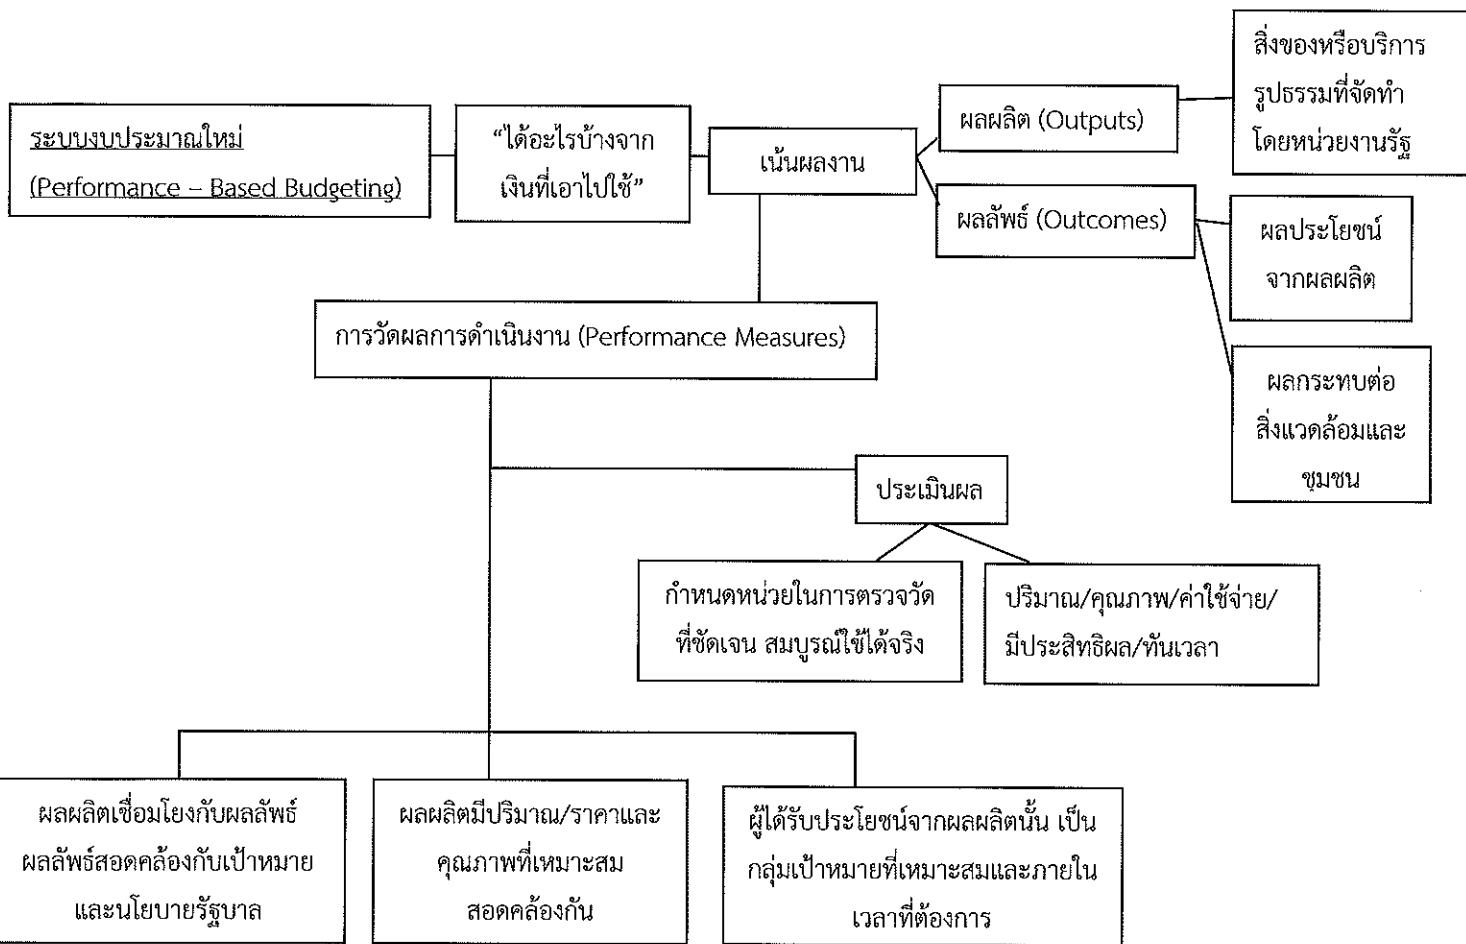 ระบบงบประมาณใหม่
(Performance – Based Budgeting)
“ได้อะไรบ้างจาก
เงินที่เอาไปใช้”
เน้นผลงาน
ผลผลิต (Outputs)
สิ่งของหรือบริการ
รูปธรรมที่จัดทำ
โดยหน่วยงานรัฐ
ผลลัพธ์ (Outcomes)
ผลประโยชน์
จากผลผลิต
ผลกระทบต่อ
สิ่งแวดล้อมและ
ชุมชน
การวัดผลการดำเนินงาน (Performance Measures)
ประเมินผล
กำหนดหน่วยในการตรวจวัด
ที่ชัดเจน สมบูรณ์ใช้ได้จริง
ปริมาณ/คุณภาพ/ค่าใช้จ่าย/
มีประสิทธิผล/ทันเวลา
ผลผลิตเชื่อมโยงกับผลลัพธ์
ผลลัพธ์สอดคล้องกับเป้าหมาย
และนโยบายรัฐบาล
ผลผลิตมีปริมาณ/ราคาและ
คุณภาพที่เหมาะสม
สอดคล้องกัน
ผู้ได้รับประโยชน์จากผลผลิตนั้น เป็น
กลุ่มเป้าหมายที่เหมาะสมและภายใน
เวลาที่ต้องการ